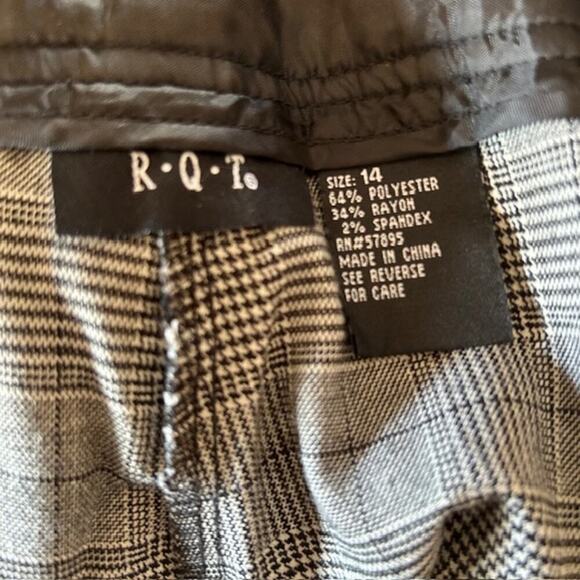 R·Q·T®
SIZE: 14
64% POLYESTER
34% RAYON
2% SPANDEX
RN#57895
MADE IN CHINA
SEE REVERSE
FOR CARE